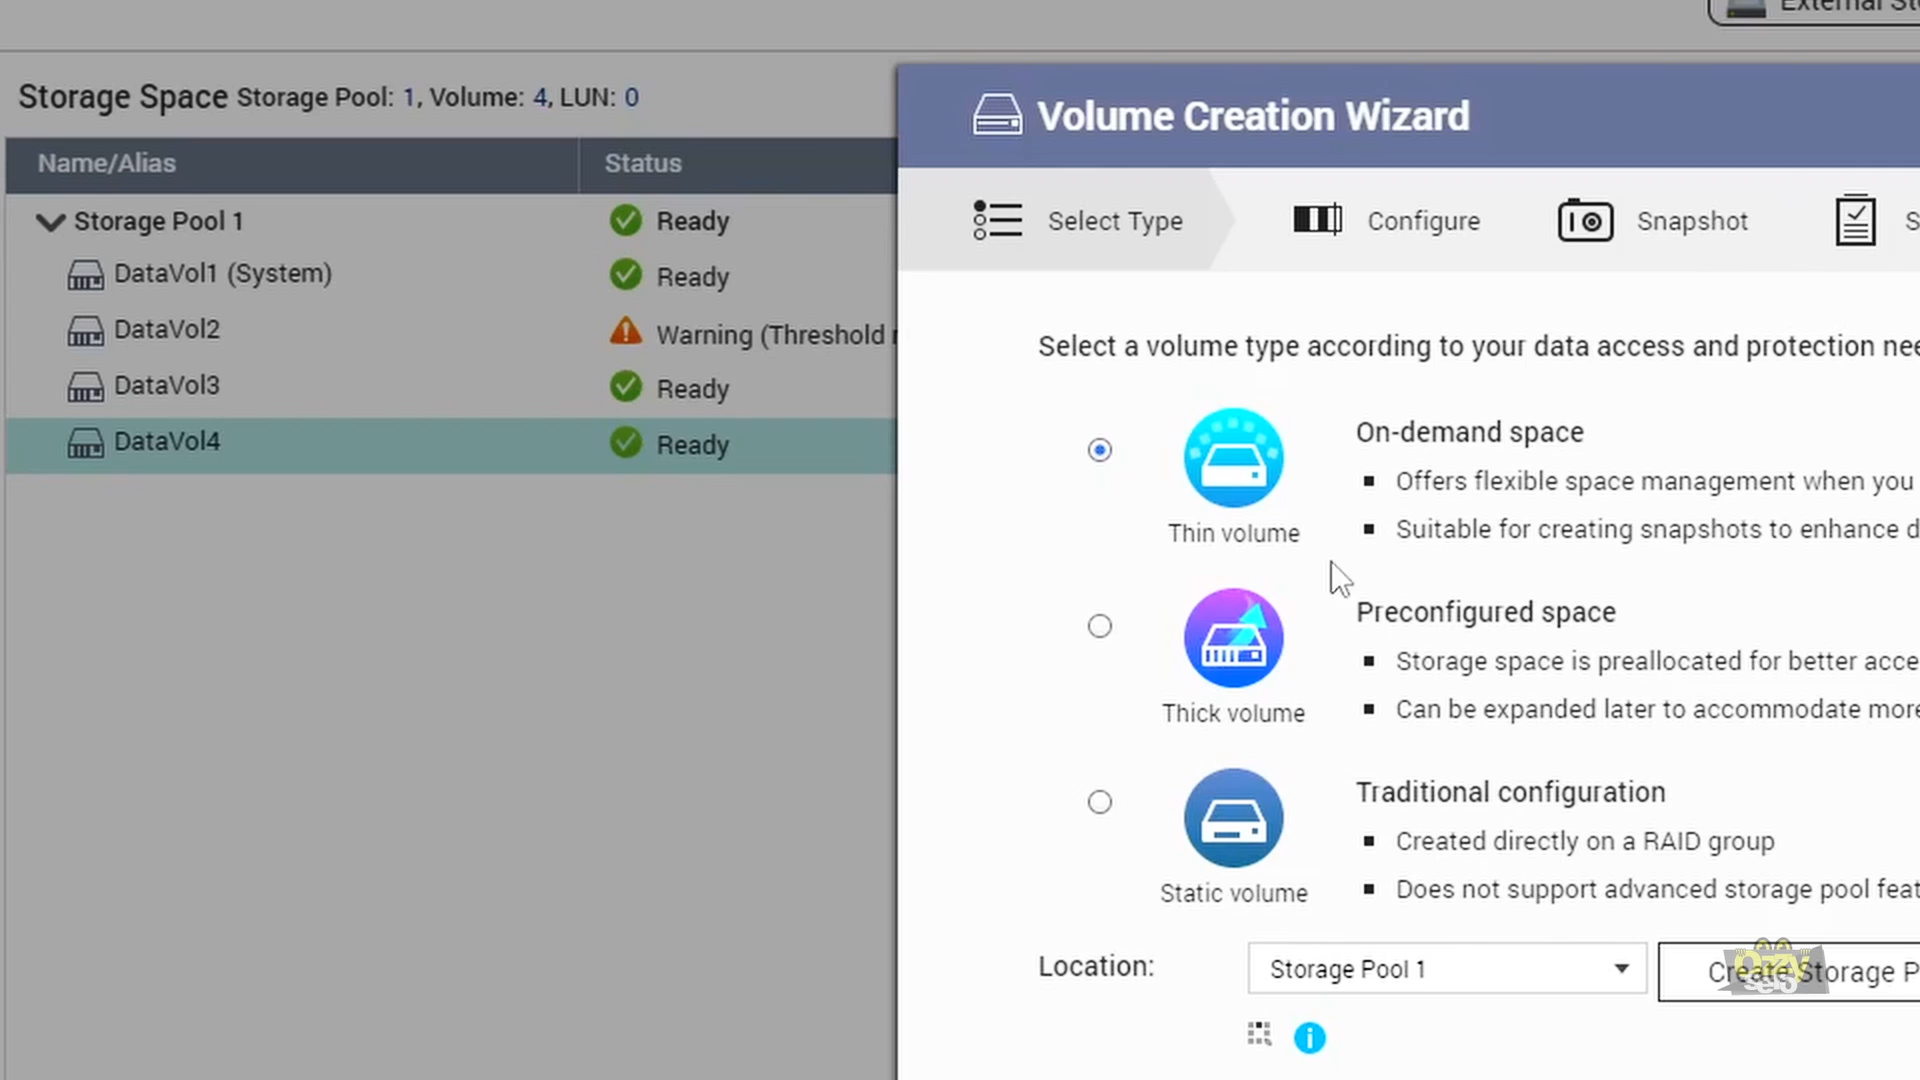 External St
Storage Space Storage Pool: 1, Volume: 4, LUN: 0
Name/Alias Status
Storage Pool 1 Ready
DataVol1 (System) Ready
DataVol2 Warning (Threshold
DataVol3 Ready
DataVol4 Ready
Volume Creation Wizard
Select Type Configure Snapshot S
Select a volume type according to your data access and protection nee
On-demand space
Offers flexible space management when you
Suitable for creating snapshots to enhance d
Thin volume
Preconfigured space
Storage space is preallocated for better acce
Can be expanded later to accommodate more
Thick volume
Traditional configuration
Created directly on a RAID group
Does not support advanced storage pool feat
Static volume
Location: Storage Pool 1 Create Storage P